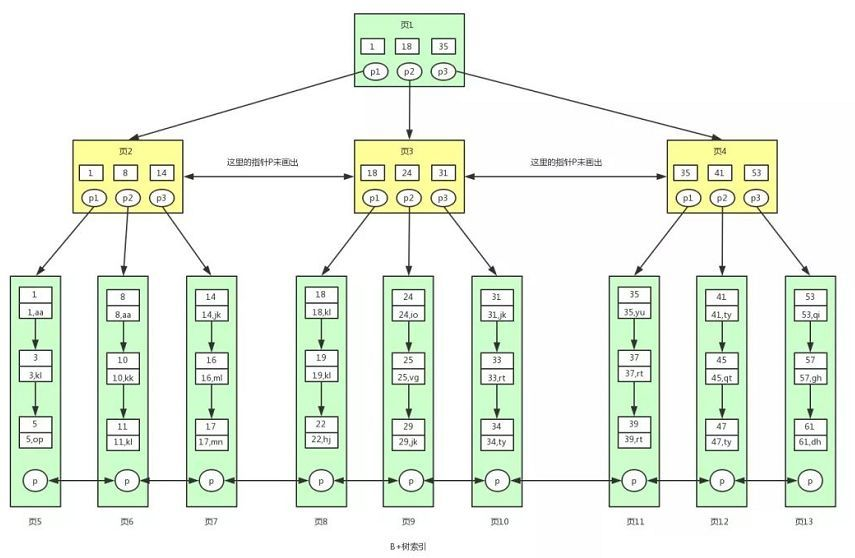 页1
1 18 35
p1 p2 p3
页2
1 8 14
p1 p2 p3
这里的指针P未画出
页3
18 24 31
p1 p2 p3
这里的指针P未画出
页4
35 41 53
p1 p2 p3
1
1,aa
3
3,kl
5
5,op
p
页5
8
8,aa
10
10,kk
11
11,kl
p
页6
14
14,jk
16
16,ml
17
17,mn
p
页7
18
18,kl
19
19,kl
22
22,hj
p
页8
24
24,io
25
25,vg
29
29,jk
p
页9
31
31,jk
33
33,rt
34
34,ty
p
页10
35
35,yu
37
37,rt
39
39,rt
p
页11
41
41,ty
45
45,qt
47
47,ty
p
页12
53
53,qi
57
57,gh
61
61,dh
p
页13
B+树索引